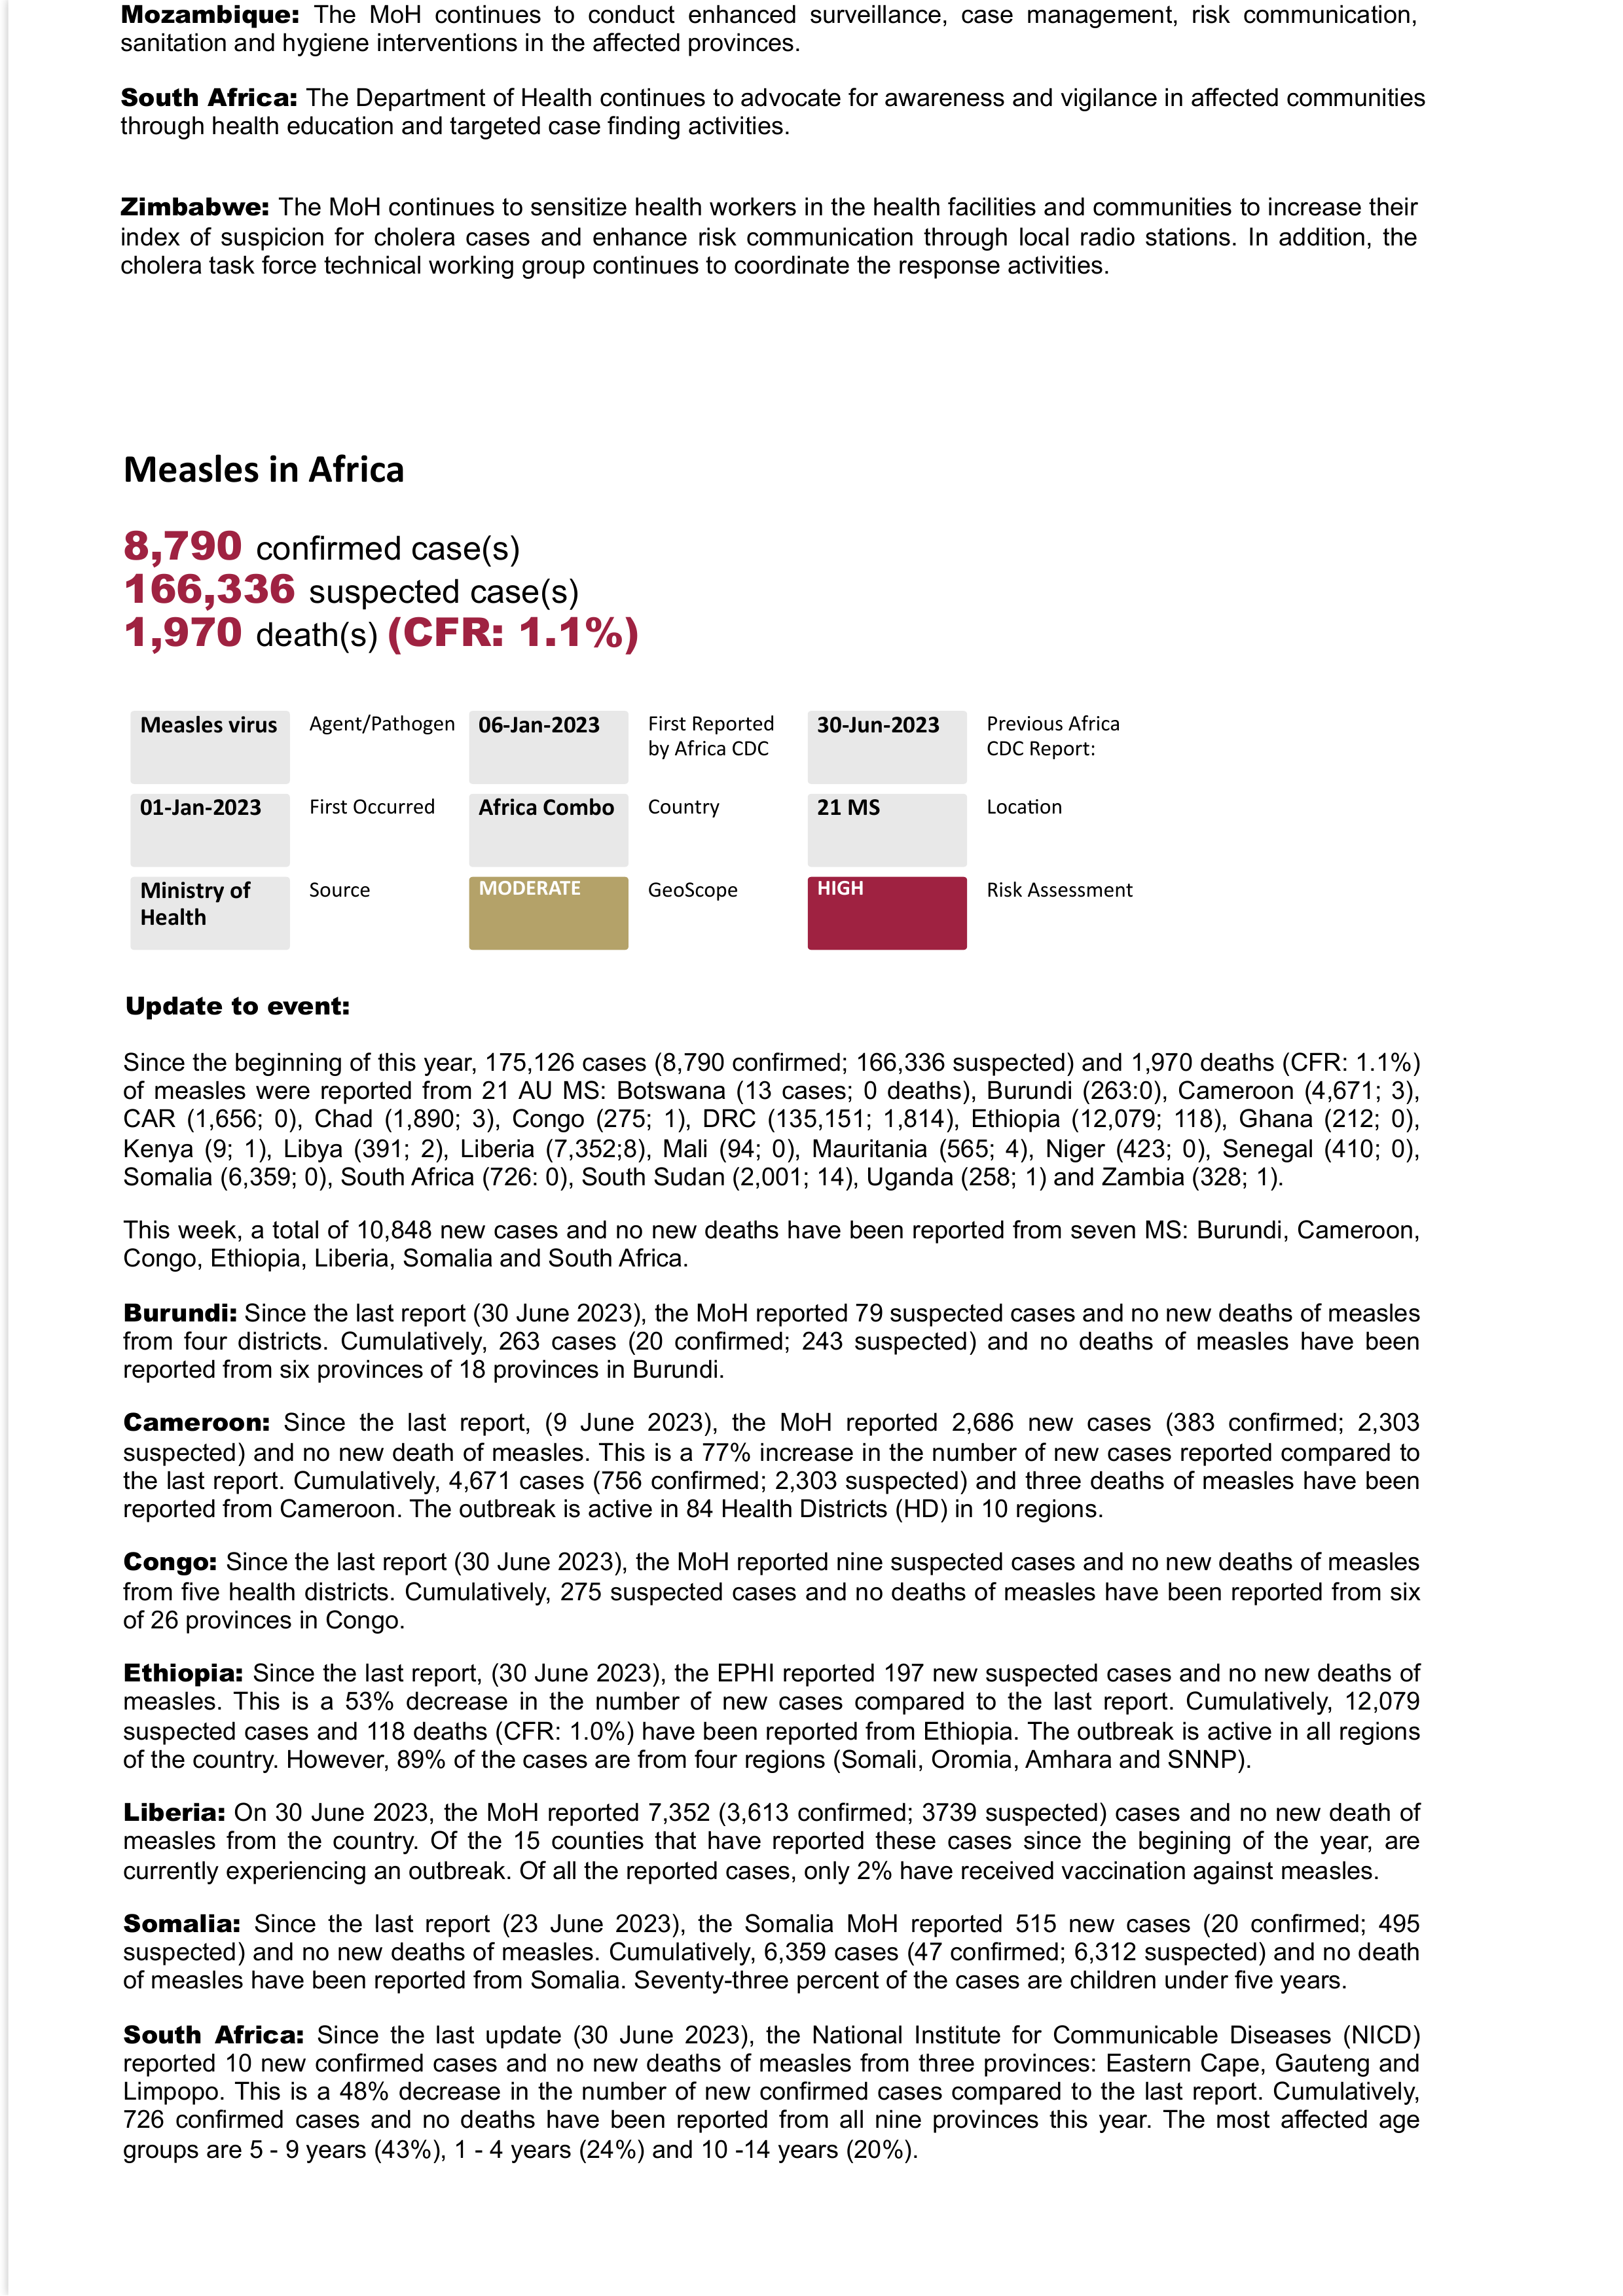 Mozambique: The MoH continues to conduct enhanced surveillance, case management, risk communication,
sanitation and hygiene interventions in the affected provinces.
South Africa: The Department of Health continues to advocate for awareness and vigilance in affected communities
through health education and targeted case finding activities.
Zimbabwe: The MoH continues to sensitize health workers in the health facilities and communities to increase their
index of suspicion for cholera cases and enhance risk communication through local radio stations. In addition, the
cholera task force technical working group continues to coordinate the response activities.
Measles in Africa
8,790 confirmed case(s)
166,336 suspected case(s)
1,970 death(s) (CFR: 1.1%)
Measles virus Agent/Pathogen 06-Jan-2023 First Reported by Africa CDC 30-Jun-2023 Previous Africa CDC Report:
01-Jan-2023 First Occurred Africa Combo Country 21 MS Location
Ministry of Health Source MODERATE GeoScope HIGH Risk Assessment
Update to event:
Since the beginning of this year, 175,126 cases (8,790 confirmed; 166,336 suspected) and 1,970 deaths (CFR: 1.1%)
of measles were reported from 21 AU MS: Botswana (13 cases; 0 deaths), Burundi (263:0), Cameroon (4,671; 3),
CAR (1,656; 0), Chad (1,890; 3), Congo (275; 1), DRC (135,151; 1,814), Ethiopia (12,079; 118), Ghana (212; 0),
Kenya (9; 1), Libya (391; 2), Liberia (7,352;8), Mali (94; 0), Mauritania (565; 4), Niger (423; 0), Senegal (410; 0),
Somalia (6,359; 0), South Africa (726: 0), South Sudan (2,001; 14), Uganda (258; 1) and Zambia (328; 1).
This week, a total of 10,848 new cases and no new deaths have been reported from seven MS: Burundi, Cameroon,
Congo, Ethiopia, Liberia, Somalia and South Africa.
Burundi: Since the last report (30 June 2023), the MoH reported 79 suspected cases and no new deaths of measles
from four districts. Cumulatively, 263 cases (20 confirmed; 243 suspected) and no deaths of measles have been
reported from six provinces of 18 provinces in Burundi.
Cameroon: Since the last report, (9 June 2023), the MoH reported 2,686 new cases (383 confirmed; 2,303
suspected) and no new death of measles. This is a 77% increase in the number of new cases reported compared to
the last report. Cumulatively, 4,671 cases (756 confirmed; 2,303 suspected) and three deaths of measles have been
reported from Cameroon. The outbreak is active in 84 Health Districts (HD) in 10 regions.
Congo: Since the last report (30 June 2023), the MoH reported nine suspected cases and no new deaths of measles
from five health districts. Cumulatively, 275 suspected cases and no deaths of measles have been reported from six
of 26 provinces in Congo.
Ethiopia: Since the last report, (30 June 2023), the EPHI reported 197 new suspected cases and no new deaths of
measles. This is a 53% decrease in the number of new cases compared to the last report. Cumulatively, 12,079
suspected cases and 118 deaths (CFR: 1.0%) have been reported from Ethiopia. The outbreak is active in all regions
of the country. However, 89% of the cases are from four regions (Somali, Oromia, Amhara and SNNP).
Liberia: On 30 June 2023, the MoH reported 7,352 (3,613 confirmed; 3739 suspected) cases and no new death of
measles from the country. Of the 15 counties that have reported these cases since the begining of the year, are
currently experiencing an outbreak. Of all the reported cases, only 2% have received vaccination against measles.
Somalia: Since the last report (23 June 2023), the Somalia MoH reported 515 new cases (20 confirmed; 495
suspected) and no new deaths of measles. Cumulatively, 6,359 cases (47 confirmed; 6,312 suspected) and no death
of measles have been reported from Somalia. Seventy-three percent of the cases are children under five years.
South Africa: Since the last update (30 June 2023), the National Institute for Communicable Diseases (NICD)
reported 10 new confirmed cases and no new deaths of measles from three provinces: Eastern Cape, Gauteng and
Limpopo. This is a 48% decrease in the number of new confirmed cases compared to the last report. Cumulatively,
726 confirmed cases and no deaths have been reported from all nine provinces this year. The most affected age
groups are 5 - 9 years (43%), 1 - 4 years (24%) and 10 -14 years (20%).